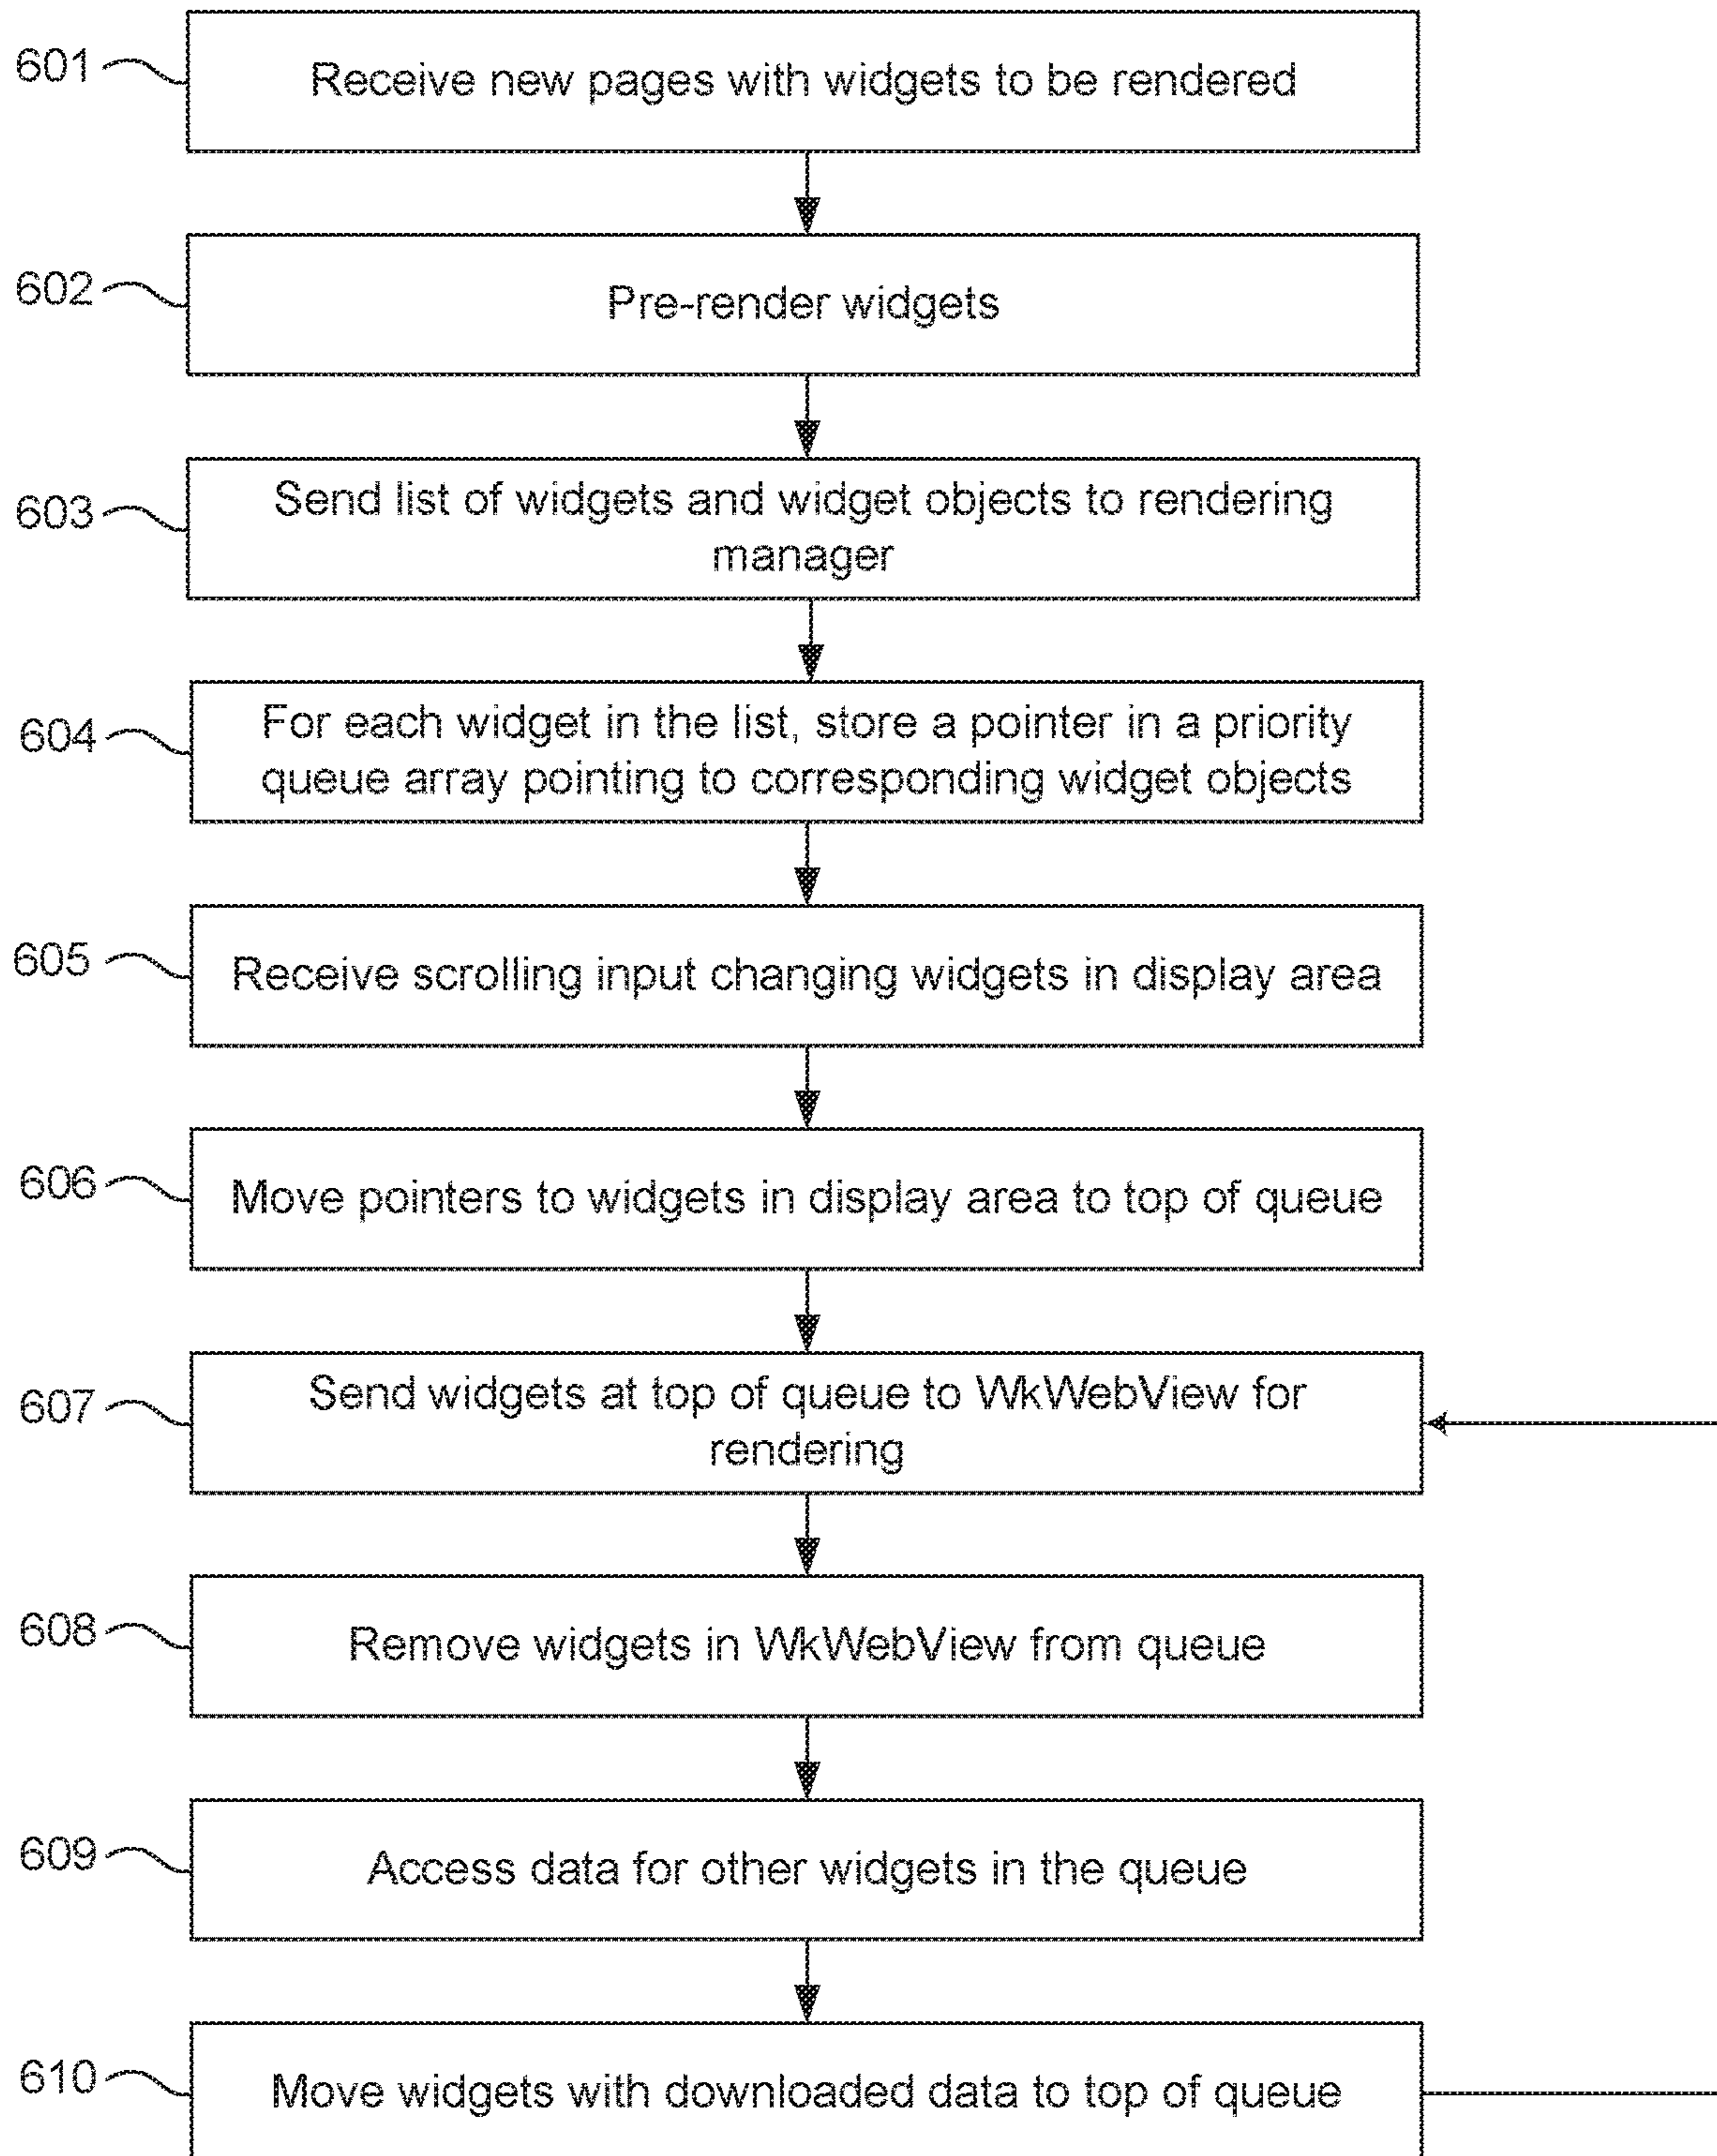 601
Receive new pages with widgets to be rendered
602
Pre-render widgets
603
Send list of widgets and widget objects to rendering
manager
604
For each widget in the list, store a pointer in a priority
queue array pointing to corresponding widget objects
605
Receive scrolling input changing widgets in display area
606
Move pointers to widgets in display area to top of queue
607
Send widgets at top of queue to WkWebView for
rendering
608
Remove widgets in WkWebView from queue
609
Access data for other widgets in the queue
610
Move widgets with downloaded data to top of queue